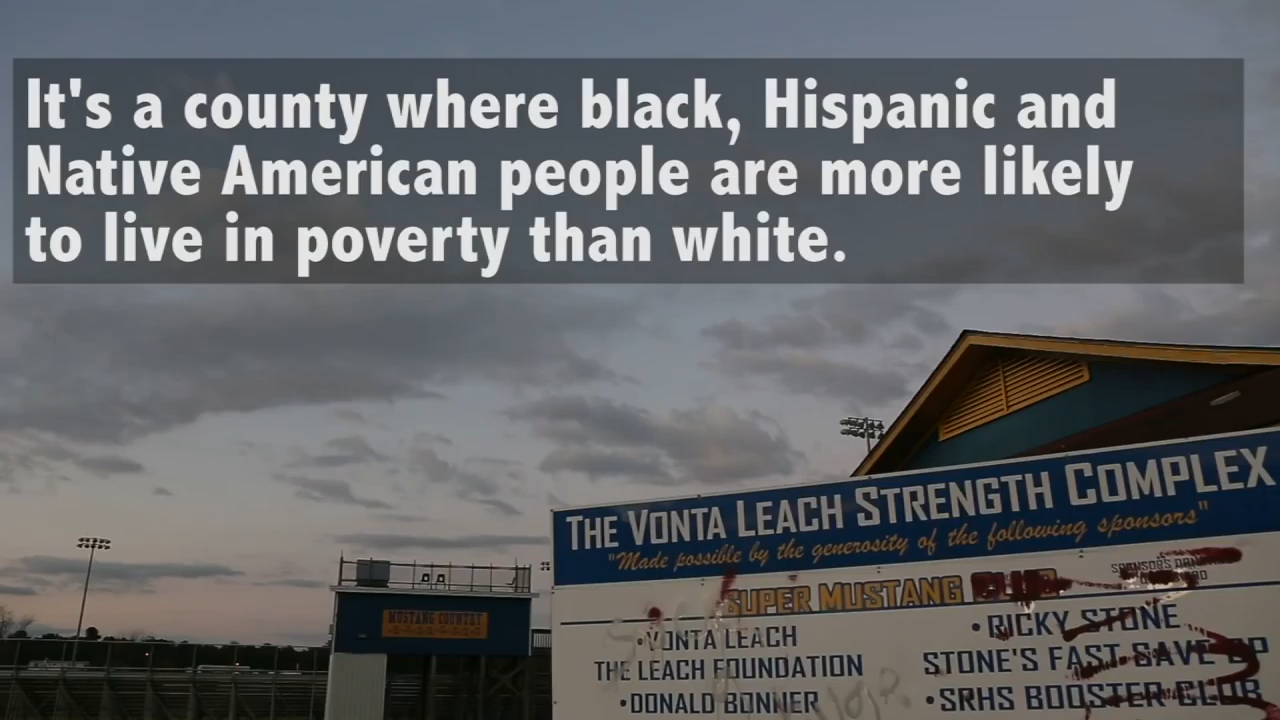 It's a county where black, Hispanic and
Native American people are more likely
to live in poverty than white.
THE VONTA LEACH STRENGTH COMPLEX
"Made possible by the generosity of the following sponsors"
SUPER MUSTANG CLUB
•VONTA LEACH
THE LEACH FOUNDATION
•DONALD BONNER
•RICKY STONE
STONE'S FAST SAVE
•SRHS BOOSTER CLUB
MUSTANG COUNTRY